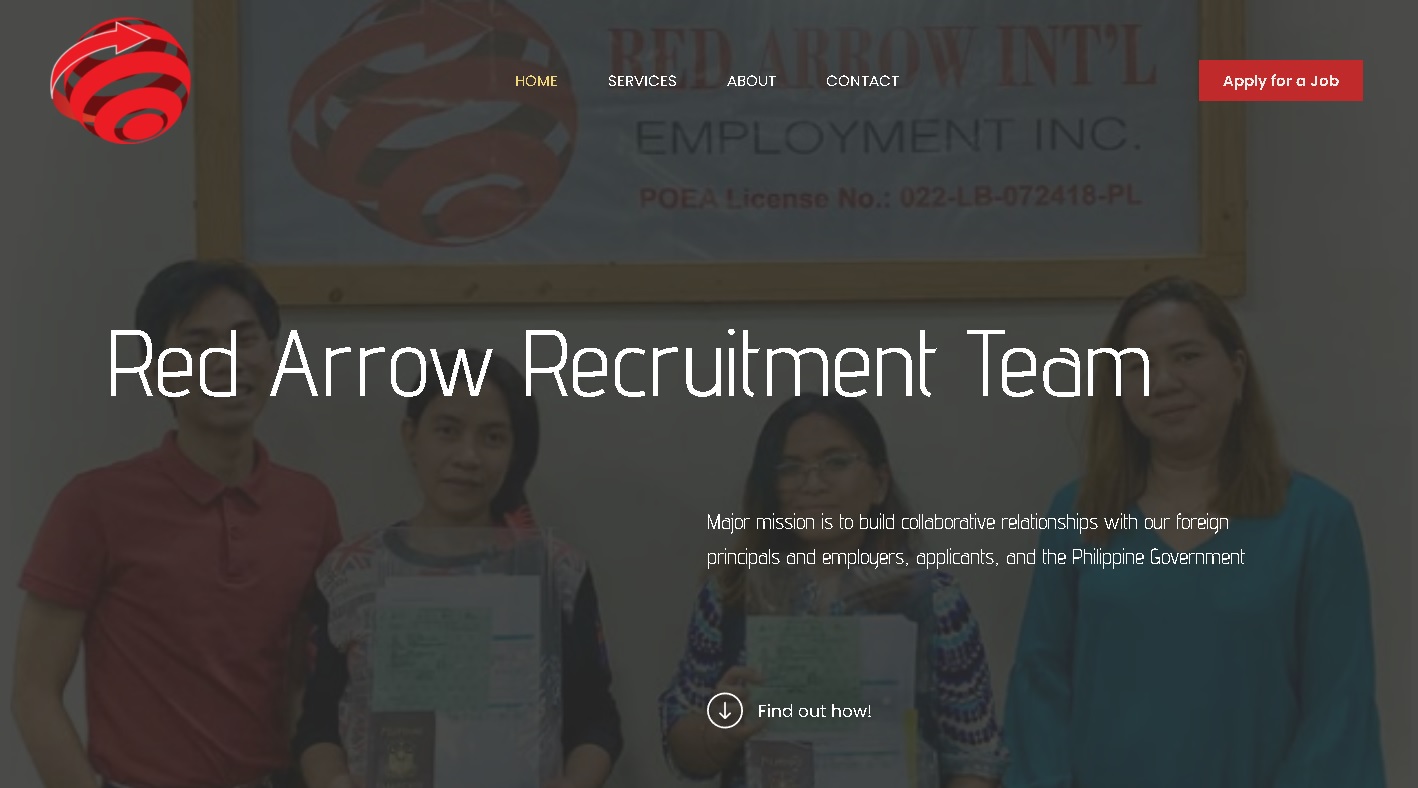 HOME SERVICES ABOUT CONTACT
Apply for a Job
RED ARROW INT'L
EMPLOYMENT INC.
POEA License No.: 022-LB-072418-PL
Red Arrow Recruitment Team
Major mission is to build collaborative relationships with our foreign
principals and employers, applicants, and the Philippine Government
Find out how!